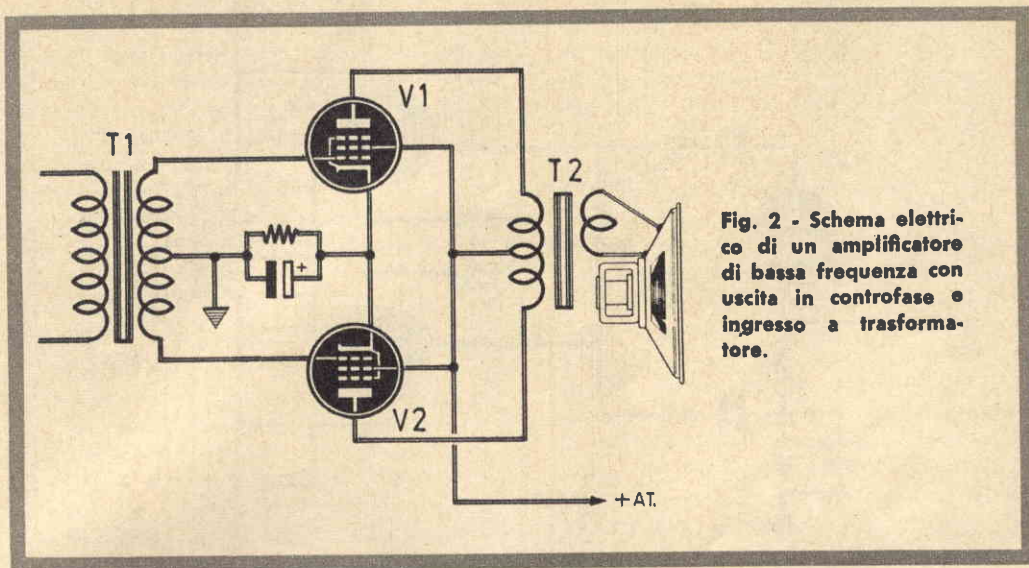 V1
T1
T2
+
V2
+AT.
Fig. 2 - Schema elettri-
co di un amplificatore
di bassa frequenza con
uscita in controfase e
ingresso a trasforma-
tore.